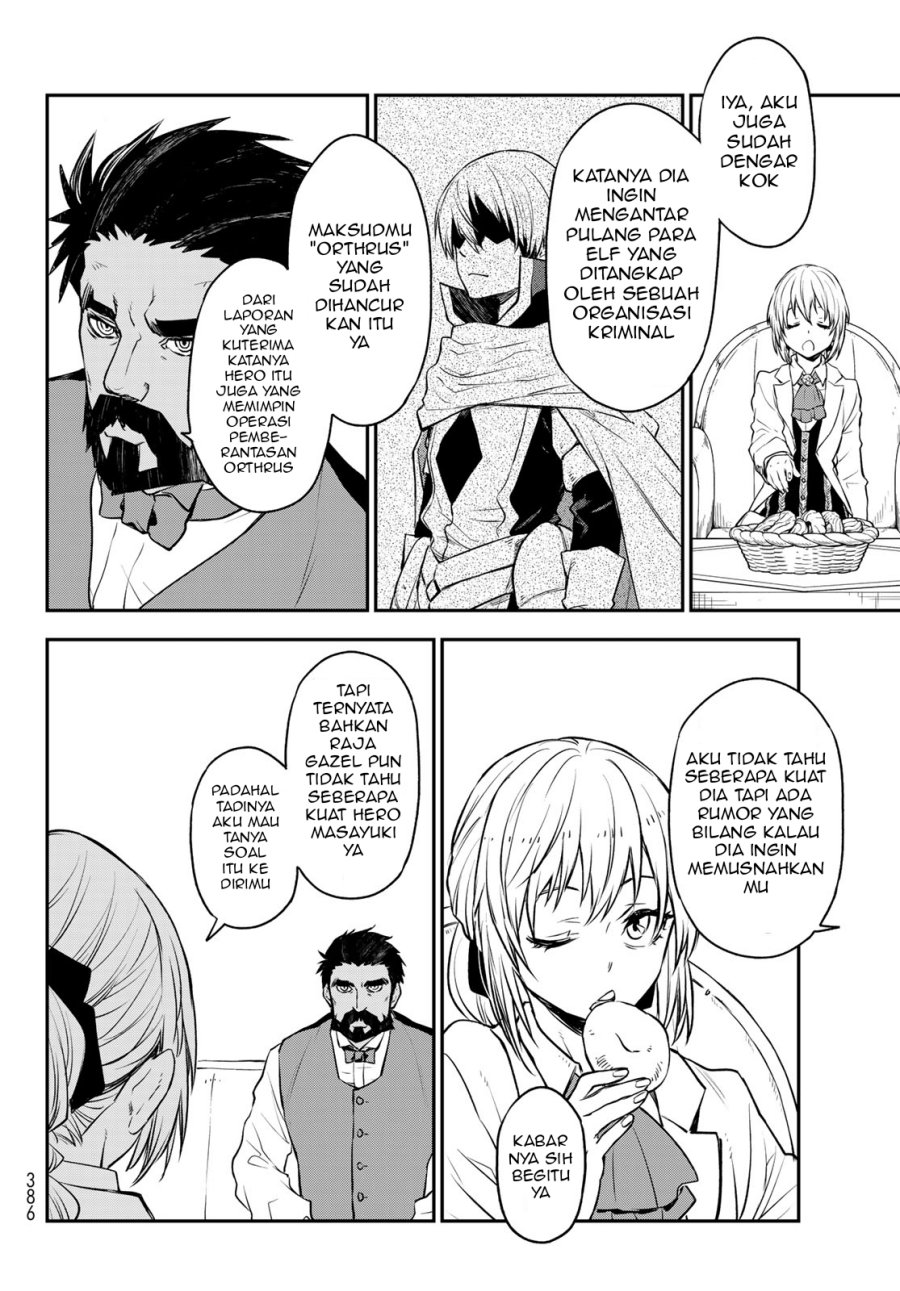 IYA, AKU
JUGA
SUDAH
DENGAR
KOK
KATANYA DIA
INGIN
MENGANTAR
PULANG PARA
ELF YANG
DITANGKAP
OLEH SEBUAH
ORGANISASI
KRIMINAL
MAKSUDMU
"ORTHRUS"
YANG
SUDAH
DIHANCUR
KAN ITU
YA
DARI
LAPORAN
YANG
KUTERIMA
KATANYA
HERO ITU
JUGA YANG
MEMIMPIN
OPERASI
PEMBE-
RANTASAN
ORTHRUS
AKU TIDAK TAHU
SEBERAPA KUAT
DIA TAPI ADA
RUMOR YANG
BILANG KALAU
DIA INGIN
MEMUSNAHKAN
MU
KABAR
NYA SIH
BEGITU
YA
TAPI
TERNYATA
BAHKAN
RAJA
GAZEL PUN
TIDAK TAHU
SEBERAPA
KUAT HERO
MASAYUKI
YA
PADAHAL
TADINYA
AKU MAU
TANYA
SOAL
ITU KE
DIRIMU
386